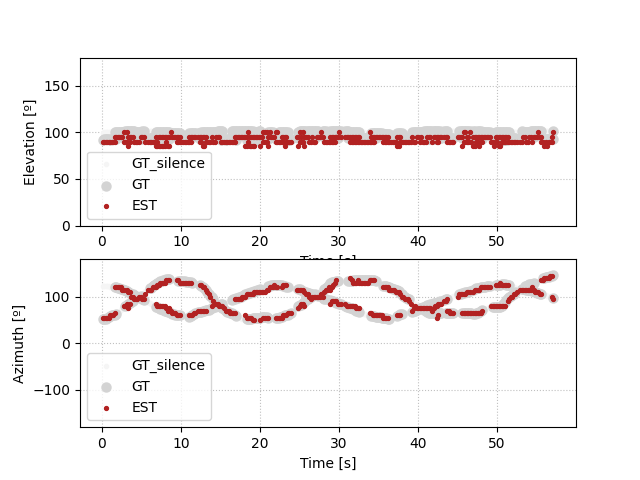 Elevation [º]
150
100
50
0
GT_silence
GT
EST
0 10 20 30 40 50
Time [s]
Azimuth [º]
100
0
−100
GT_silence
GT
EST
0 10 20 30 40 50
Time [s]